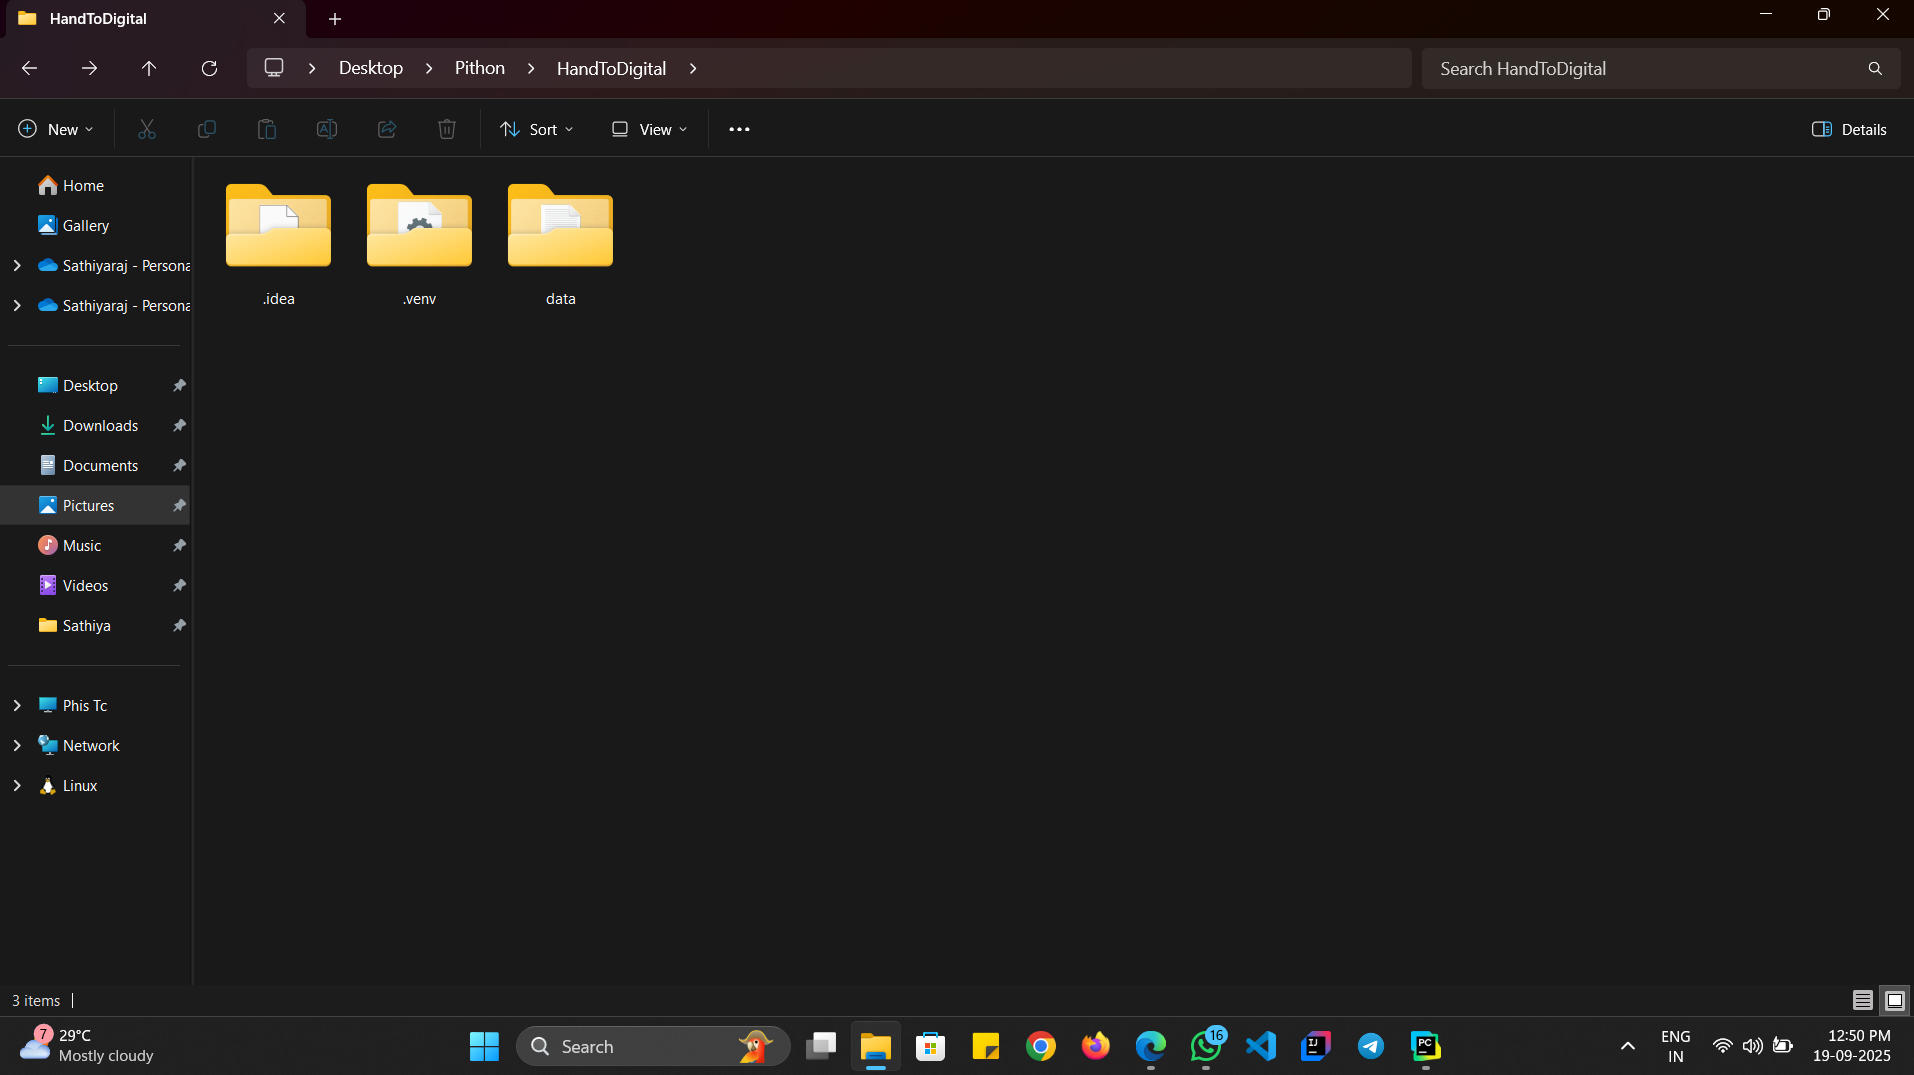 HandToDigital
Desktop
Pithon
HandToDigital
Search HandToDigital
New
Sort
View
Details
Home
Gallery
Sathiyaraj - Persona
Sathiyaraj - Persona
Desktop
Downloads
Documents
Pictures
Music
Videos
Sathiya
Phis Tc
Network
Linux
.idea
.venv
data
3 items
7
29°C
Mostly cloudy
Search
16
IJ
PC
ENG
IN
12:50 PM
19-09-2025